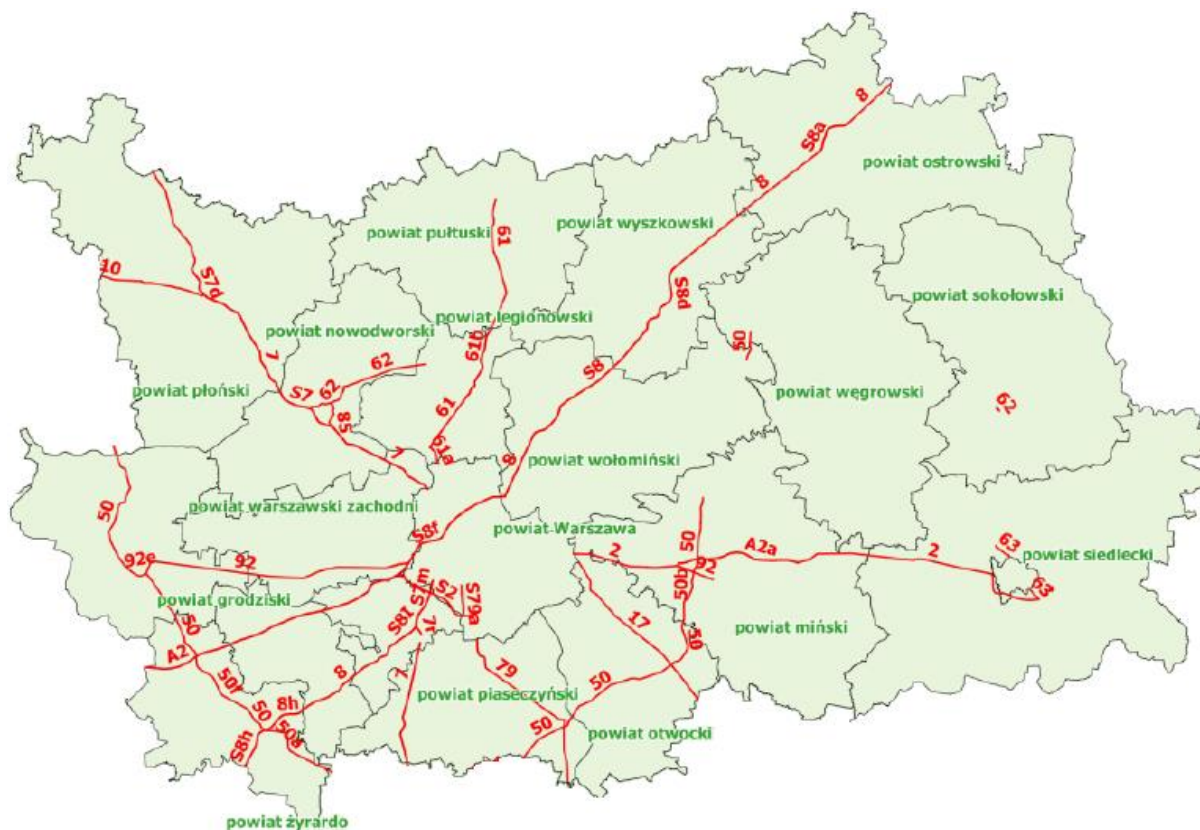 8
S8a
powiat ostrowski
8
powiat wyszkowski
powiat pułtuski
61
10
S7d
S8d
powiat sokołowski
powiat legionowski
powiat nowodworski
61b
50
7
S8
62
62
S7
powiat płoński
powiat węgrowski
61
62
85
7
61a
8
powiat wołomiński
50
powiat warszawski zachodni
S8f
powiat Warszawa
50
A2a
2
2
63
powiat siedlecki
92e
92
92
50b
S7m
S2
S79a
63
powiat grodziski
S8l
7r
17
50
powiat miński
50
A2
8
7
79
powiat piaseczyński
50
50f
50
8h
50g
50
powiat otwocki
S8h
powiat żyrardo